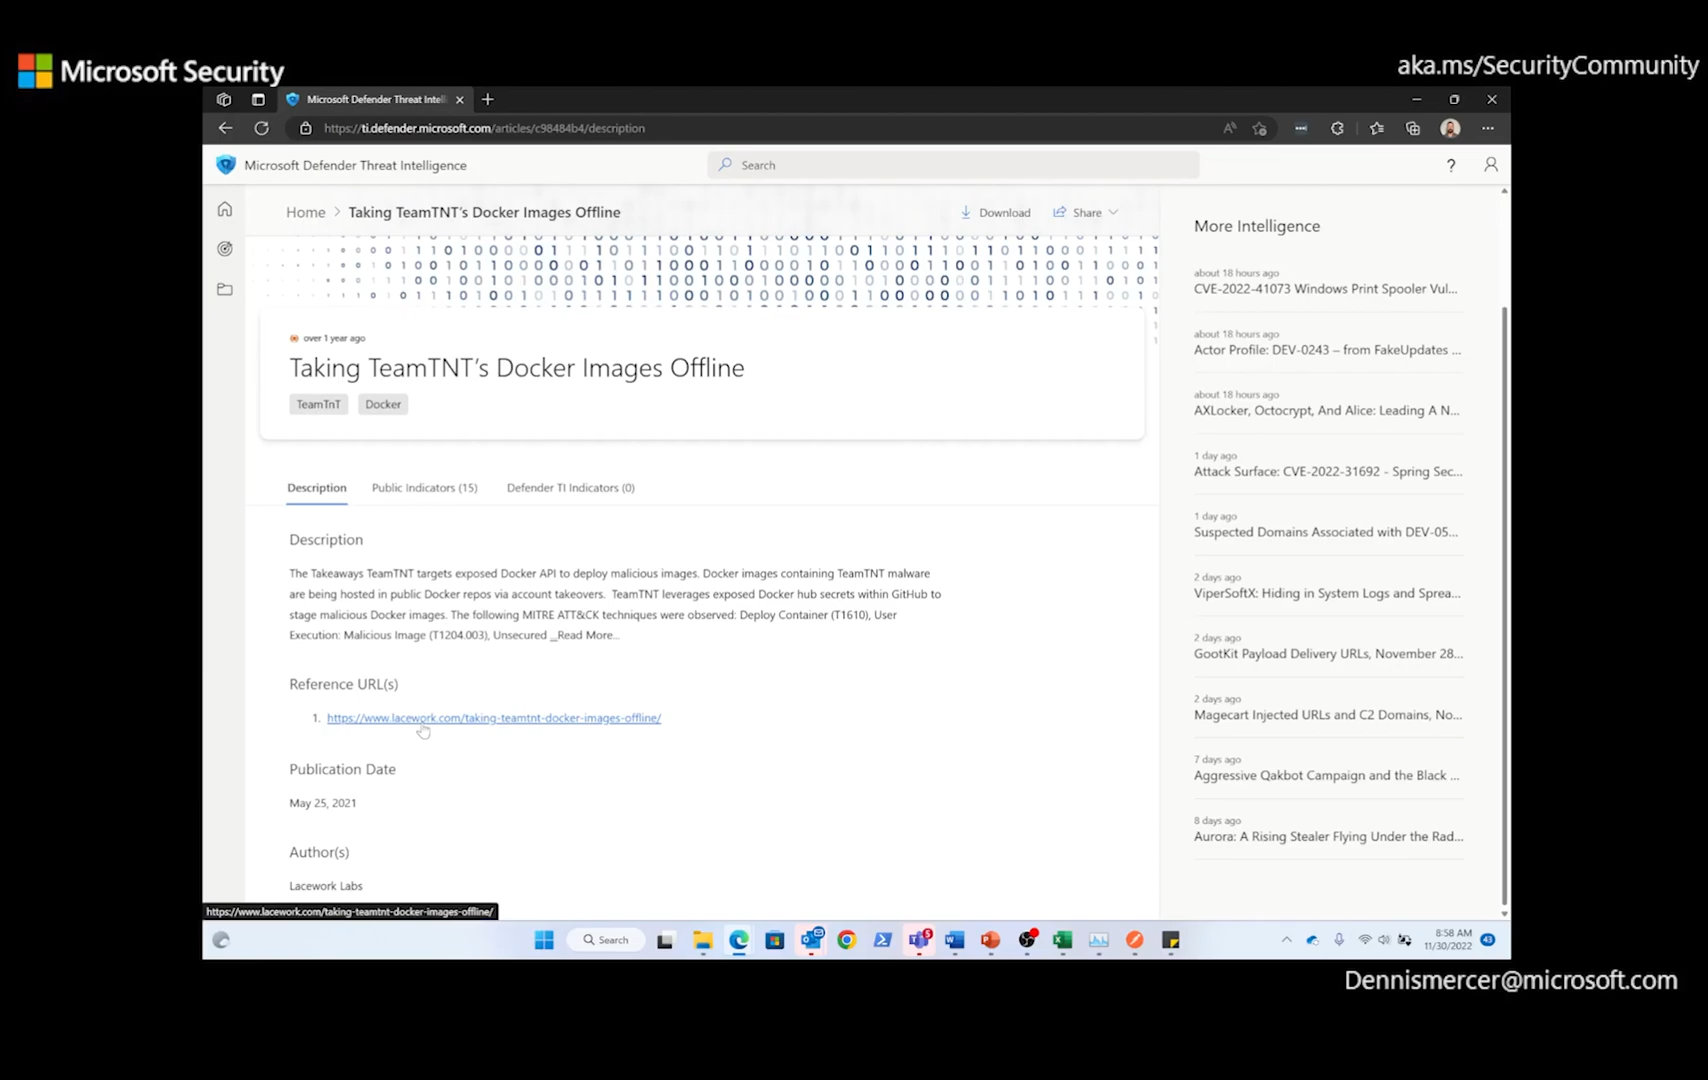 Microsoft Security
aka.ms/SecurityCommunity
Microsoft Defender Threat Intelli
https://ti.defender.microsoft.com/articles/c98484b4/description
Microsoft Defender Threat Intelligence
Search
?
Home > Taking TeamTNT's Docker Images Offline
Download
Share
over 1 year ago
Taking TeamTNT's Docker Images Offline
TeamTnT
Docker
Description
Public Indicators (15)
Defender TI Indicators (0)
Description
The Takeaways TeamTNT targets exposed Docker API to deploy malicious images. Docker images containing TeamTNT malware
are being hosted in public Docker repos via account takeovers.  TeamTNT leverages exposed Docker hub secrets within GitHub to
stage malicious Docker images. The following MITRE ATT&CK techniques were observed: Deploy Container (T1610), User
Execution: Malicious Image (T1204.003), Unsecured _Read More...
Reference URL(s)
1. https://www.lacework.com/taking-teamtnt-docker-images-offline/
Publication Date
May 25, 2021
Author(s)
Lacework Labs
https://www.lacework.com/taking-teamtnt-docker-images-offline/
More Intelligence
about 18 hours ago
CVE-2022-41073 Windows Print Spooler Vul...
about 18 hours ago
Actor Profile: DEV-0243 – from FakeUpdates ...
about 18 hours ago
AXLocker, Octocrypt, And Alice: Leading A N...
1 day ago
Attack Surface: CVE-2022-31692 - Spring Sec...
1 day ago
Suspected Domains Associated with DEV-05...
2 days ago
ViperSoftX: Hiding in System Logs and Sprea...
2 days ago
GootKit Payload Delivery URLs, November 28...
2 days ago
Magecart Injected URLs and C2 Domains, No...
7 days ago
Aggressive Qakbot Campaign and the Black ...
8 days ago
Aurora: A Rising Stealer Flying Under the Rad...
Search
5
8:58 AM
11/30/2022
43
Dennismercer@microsoft.com